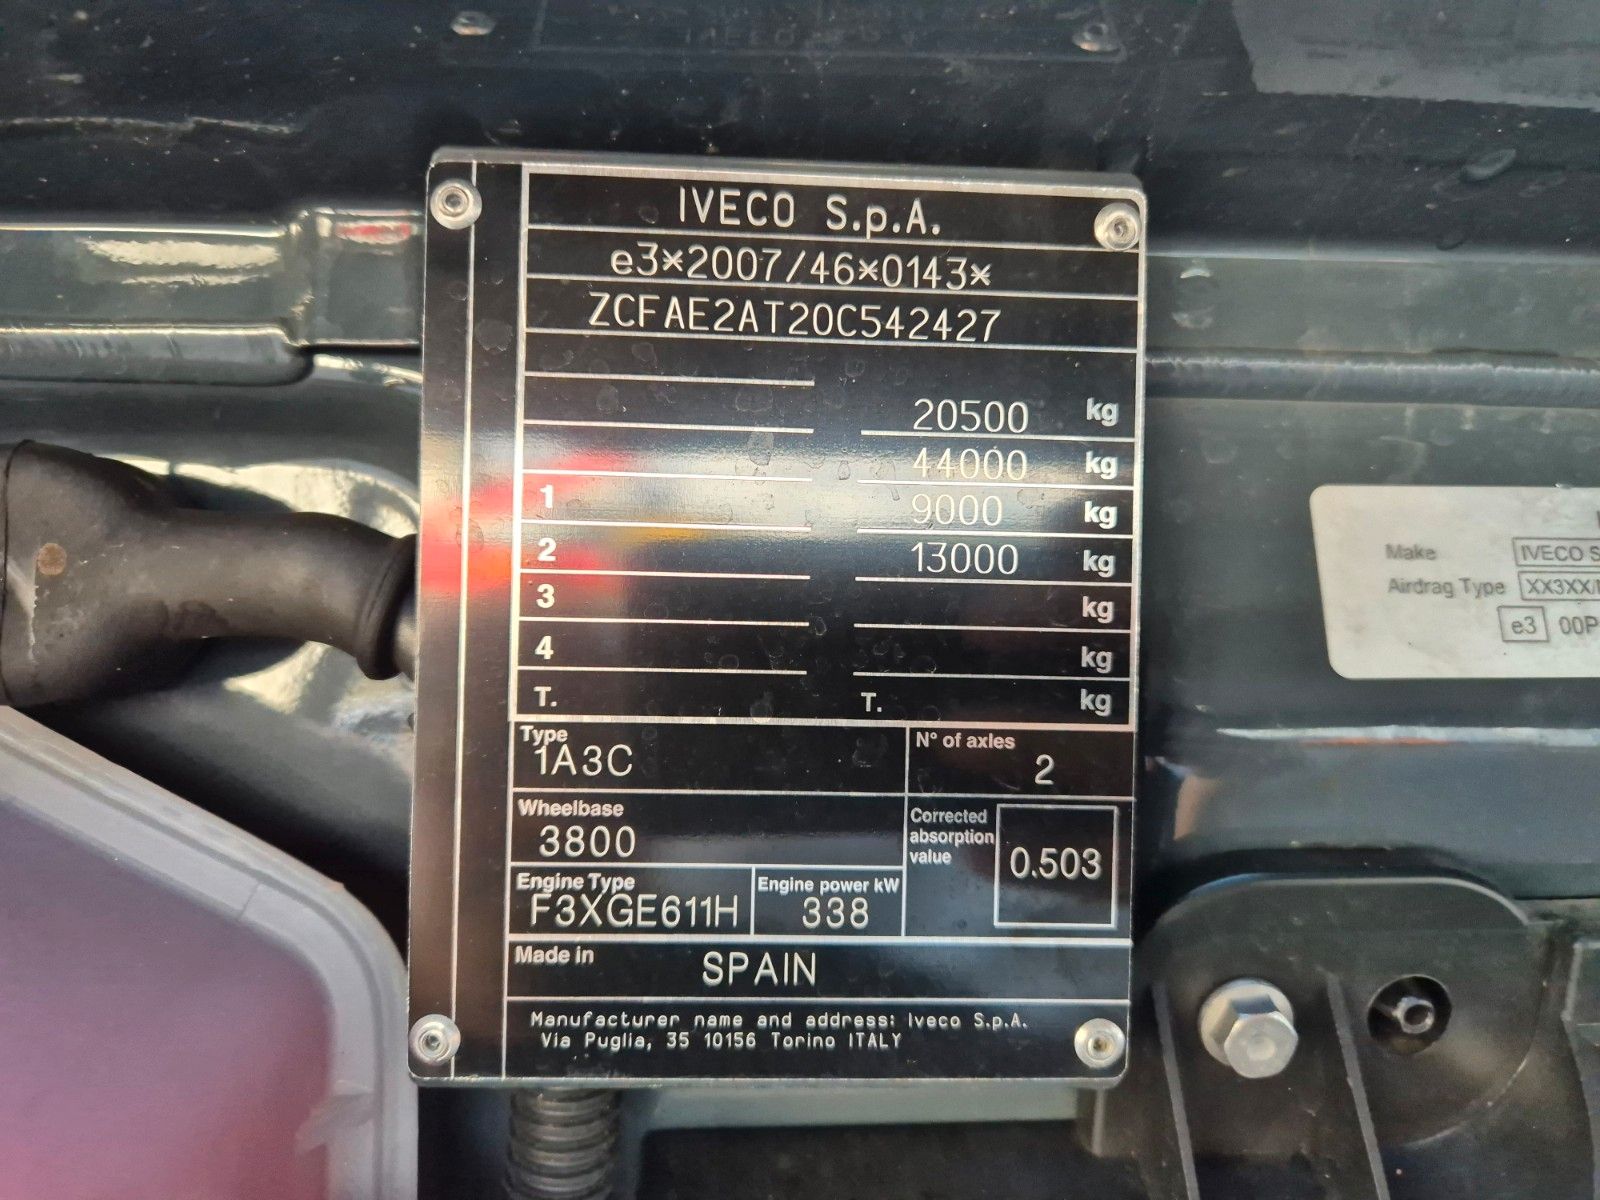 IVECO S.p.A.
e3*2007/46*0143*
ZCFAE2AT20C542427
20500 kg
44000 kg
1 9000 kg
2 13000 kg
3 kg
4 kg
T. T. kg
Type
1A3C
N° of axles
2
Wheelbase
3800
Corrected
absorption
value
0.503
Engine Type
F3XGE611H
Engine power kW
338
Made in SPAIN
Manufacturer name and address: Iveco S.p.A.
Via Puglia, 35 10156 Torino ITALY
Make IVECO S
Airdrag Type XX3XX/
e3 00P